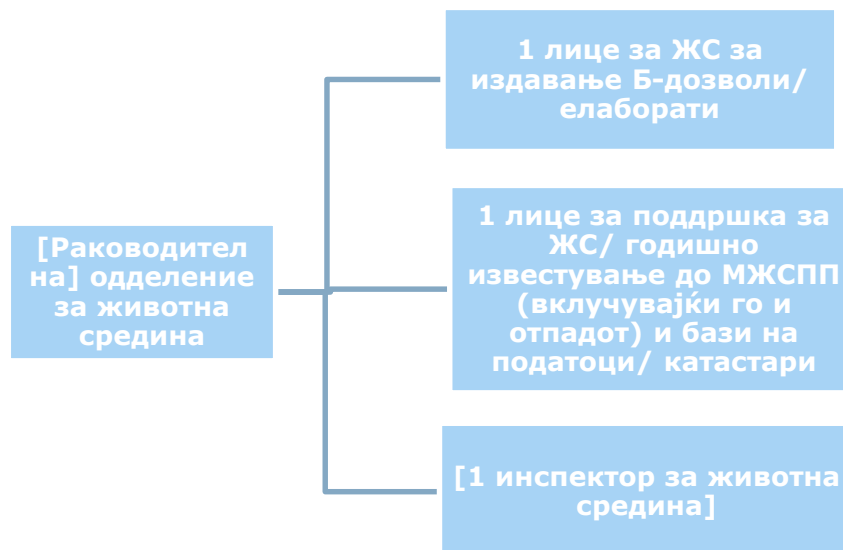 1 лице за ЖС за
издавање Б-дозволи/
елаборати
[Раководител
на] одделение
за животна
средина
1 лице за поддршка за
ЖС/ годишно
известување до МЖСПП
(вклучувајќи го и
отпадот) и бази на
податоци/ катастари
[1 инспектор за животна
средина]